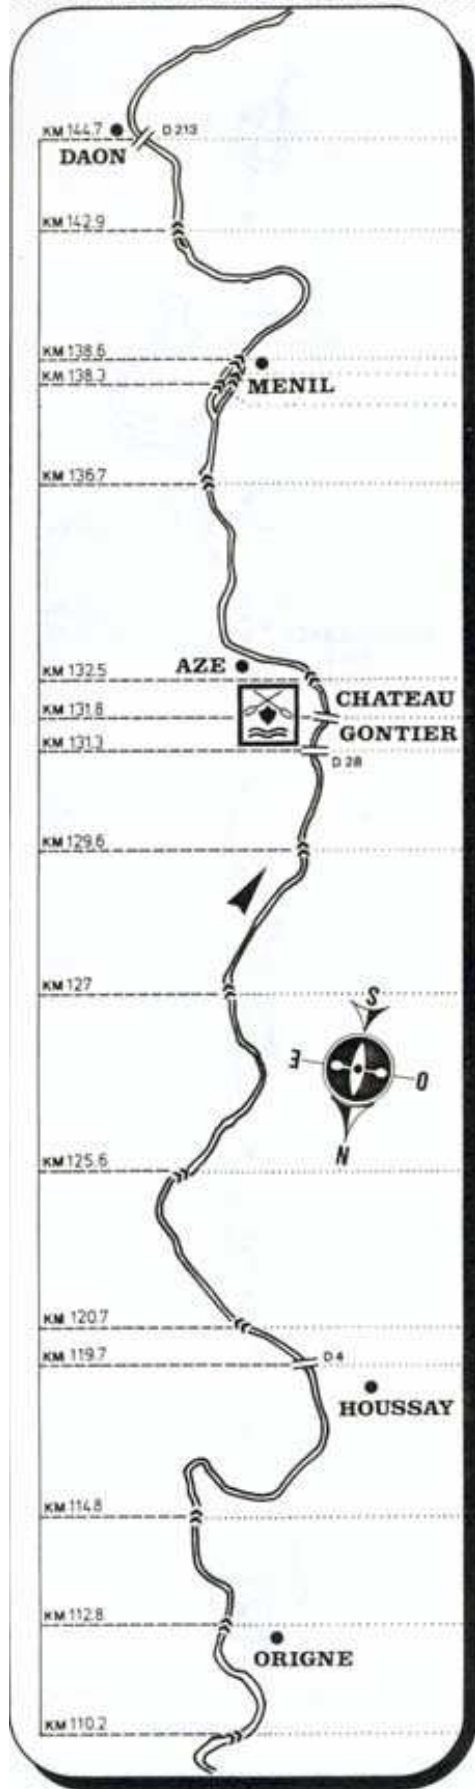 KM 144.7
D 213
DAON
KM 142.9
KM 138.6
KM 138.3
MENIL
KM 136.7
AZE
KM 132.5
CHATEAU
KM 131.8
GONTIER
KM 131.3
D 28
KM 129.6
KM 127
S
E
O
N
KM 125.6
KM 120.7
KM 119.7
D 4
HOUSSAY
KM 114.8
KM 112.8
ORIGNE
KM 110.2